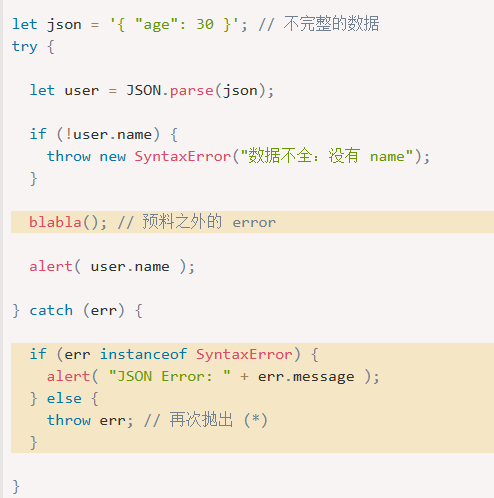 let json = '{ "age": 30 }'; // 不完整的数据
try {
let user = JSON.parse(json);
if (!user.name) {
throw new SyntaxError("数据不全：没有 name");
}
blabla(); // 预料之外的 error
alert( user.name );
} catch (err) {
if (err instanceof SyntaxError) {
alert( "JSON Error: " + err.message );
} else {
throw err; // 再次抛出 (*)
}
}